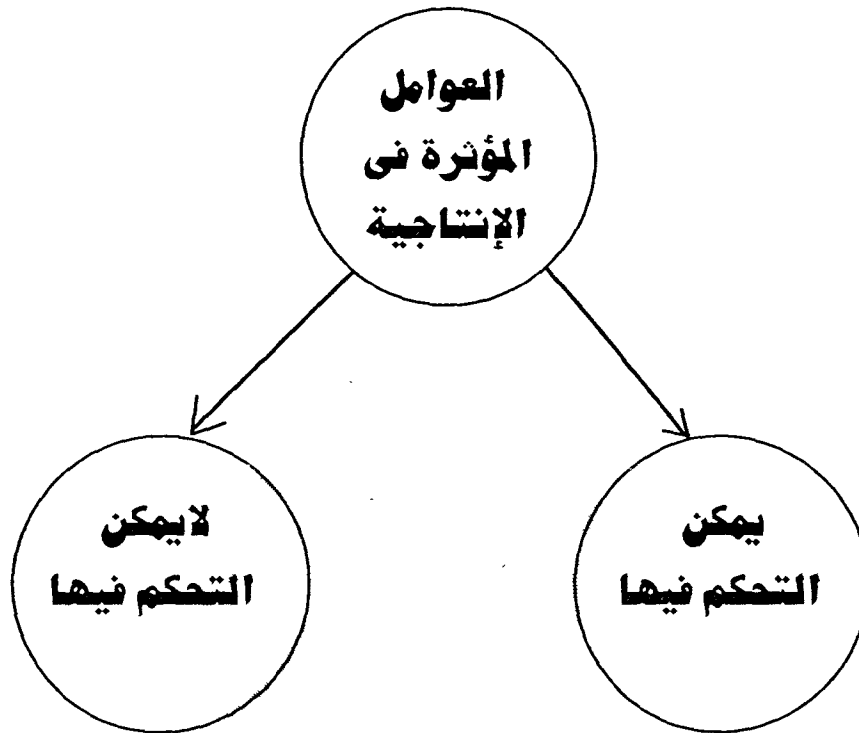 العوامل
المؤثرة فى
الإنتاجية
يمكن
التحكم فيها
لايمكن
التحكم فيها